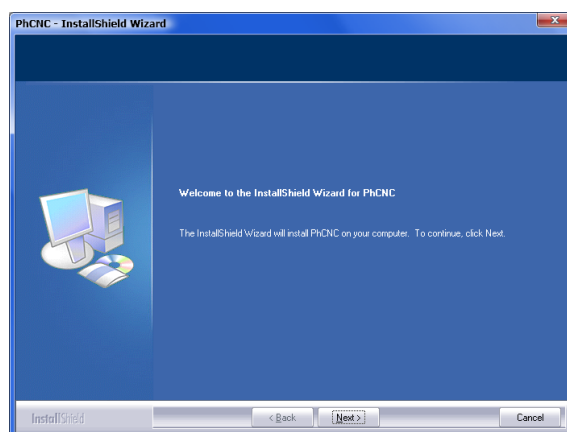 PhCNC - InstallShield Wizard
Welcome to the InstallShield Wizard for PhCNC
The InstallShield Wizard will install PhCNC on your computer. To continue, click Next.
InstallShield
< Back
Next >
Cancel